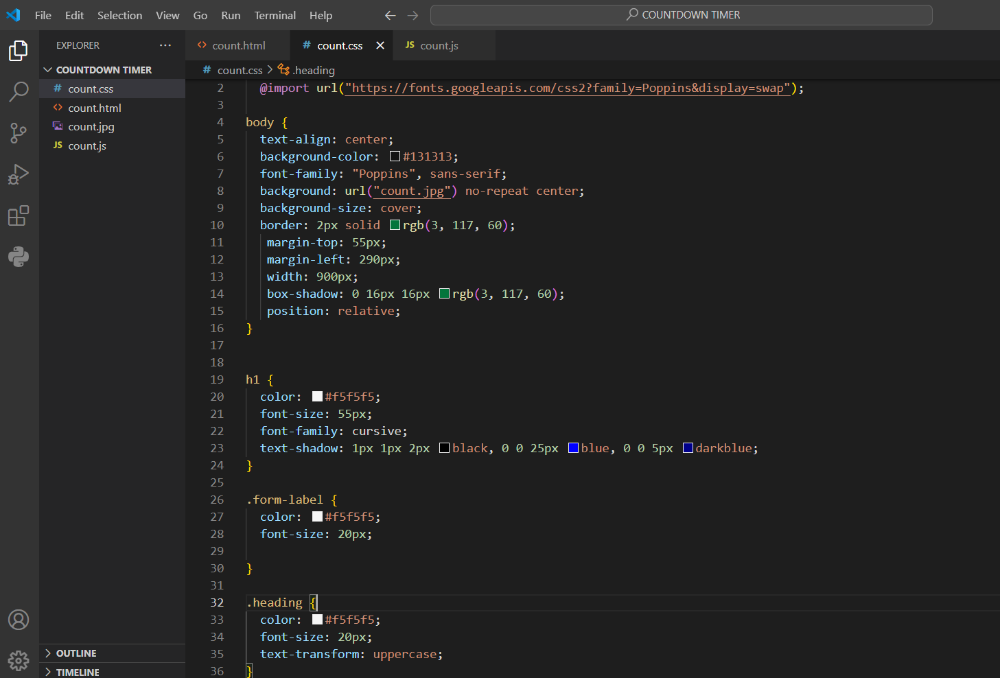 File Edit Selection View Go Run Terminal Help
COUNTDOWN TIMER
EXPLORER
COUNTDOWN TIMER
# count.css
<> count.html
count.jpg
JS count.js
OUTLINE
TIMELINE
<> count.html
# count.css
JS count.js
# count.css > .heading
2 @import url("https://fonts.googleapis.com/css2?family=Poppins&display=swap");
3
4 body {
5 text-align: center;
6 background-color: #131313;
7 font-family: "Poppins", sans-serif;
8 background: url("count.jpg") no-repeat center;
9 background-size: cover;
10 border: 2px solid rgb(3, 117, 60);
11 margin-top: 55px;
12 margin-left: 290px;
13 width: 900px;
14 box-shadow: 0 16px 16px rgb(3, 117, 60);
15 position: relative;
16 }
17
18
19 h1 {
20 color: #f5f5f5;
21 font-size: 55px;
22 font-family: cursive;
23 text-shadow: 1px 1px 2px black, 0 0 25px blue, 0 0 5px darkblue;
24 }
25
26 .form-label {
27 color: #f5f5f5;
28 font-size: 20px;
29
30 }
31
32 .heading {
33 color: #f5f5f5;
34 font-size: 20px;
35 text-transform: uppercase;
36 }